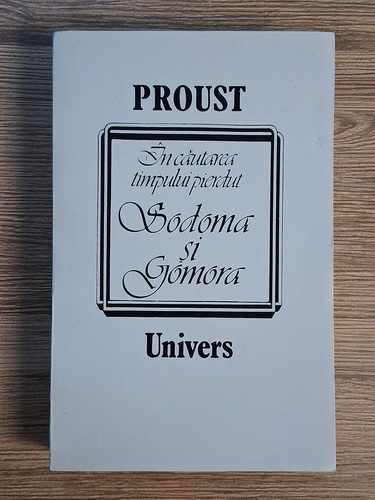 PROUST
În căutarea
timpului pierdut
Sodoma
și
Gomora
Univers